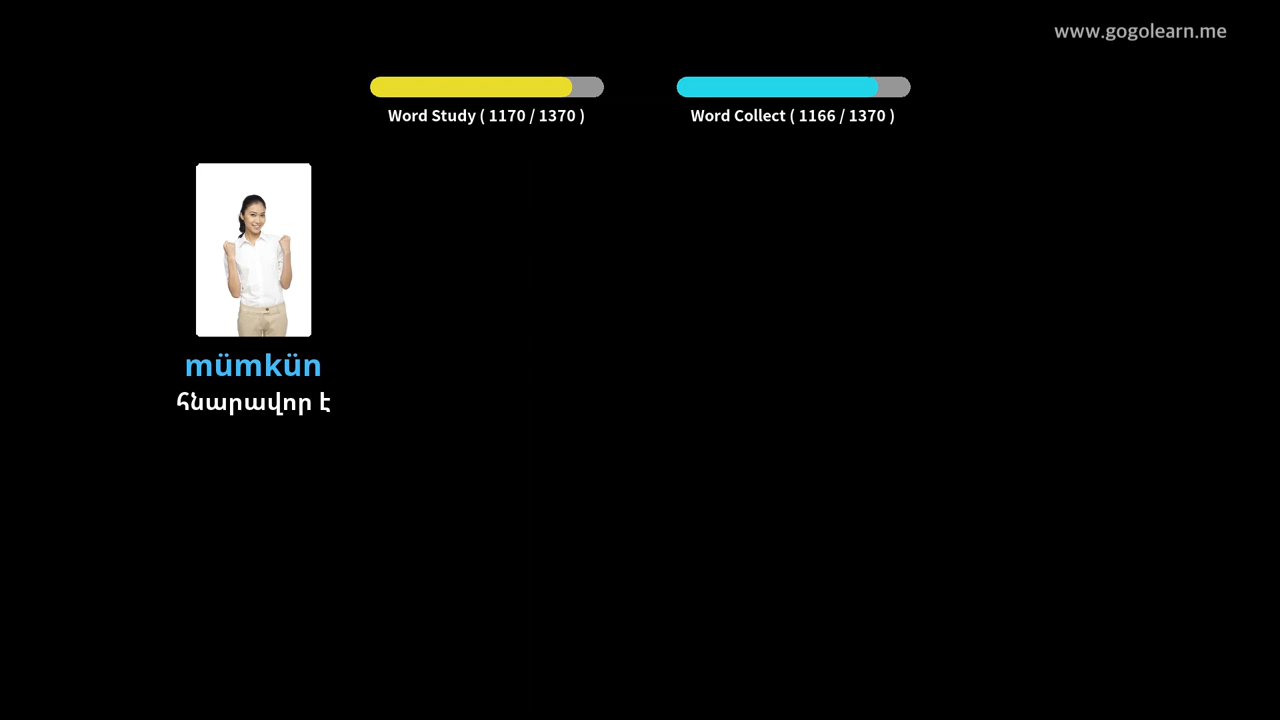 www.gogolearn.me
Word Study ( 1170 / 1370 )
Word Collect ( 1166 / 1370 )
mümkün
հնարավոր է